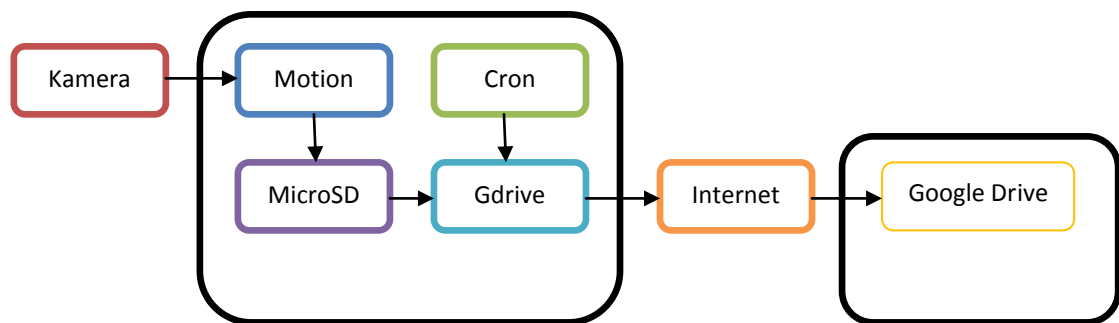 Kamera
Motion
Cron
MicroSD
Gdrive
Internet
Google Drive